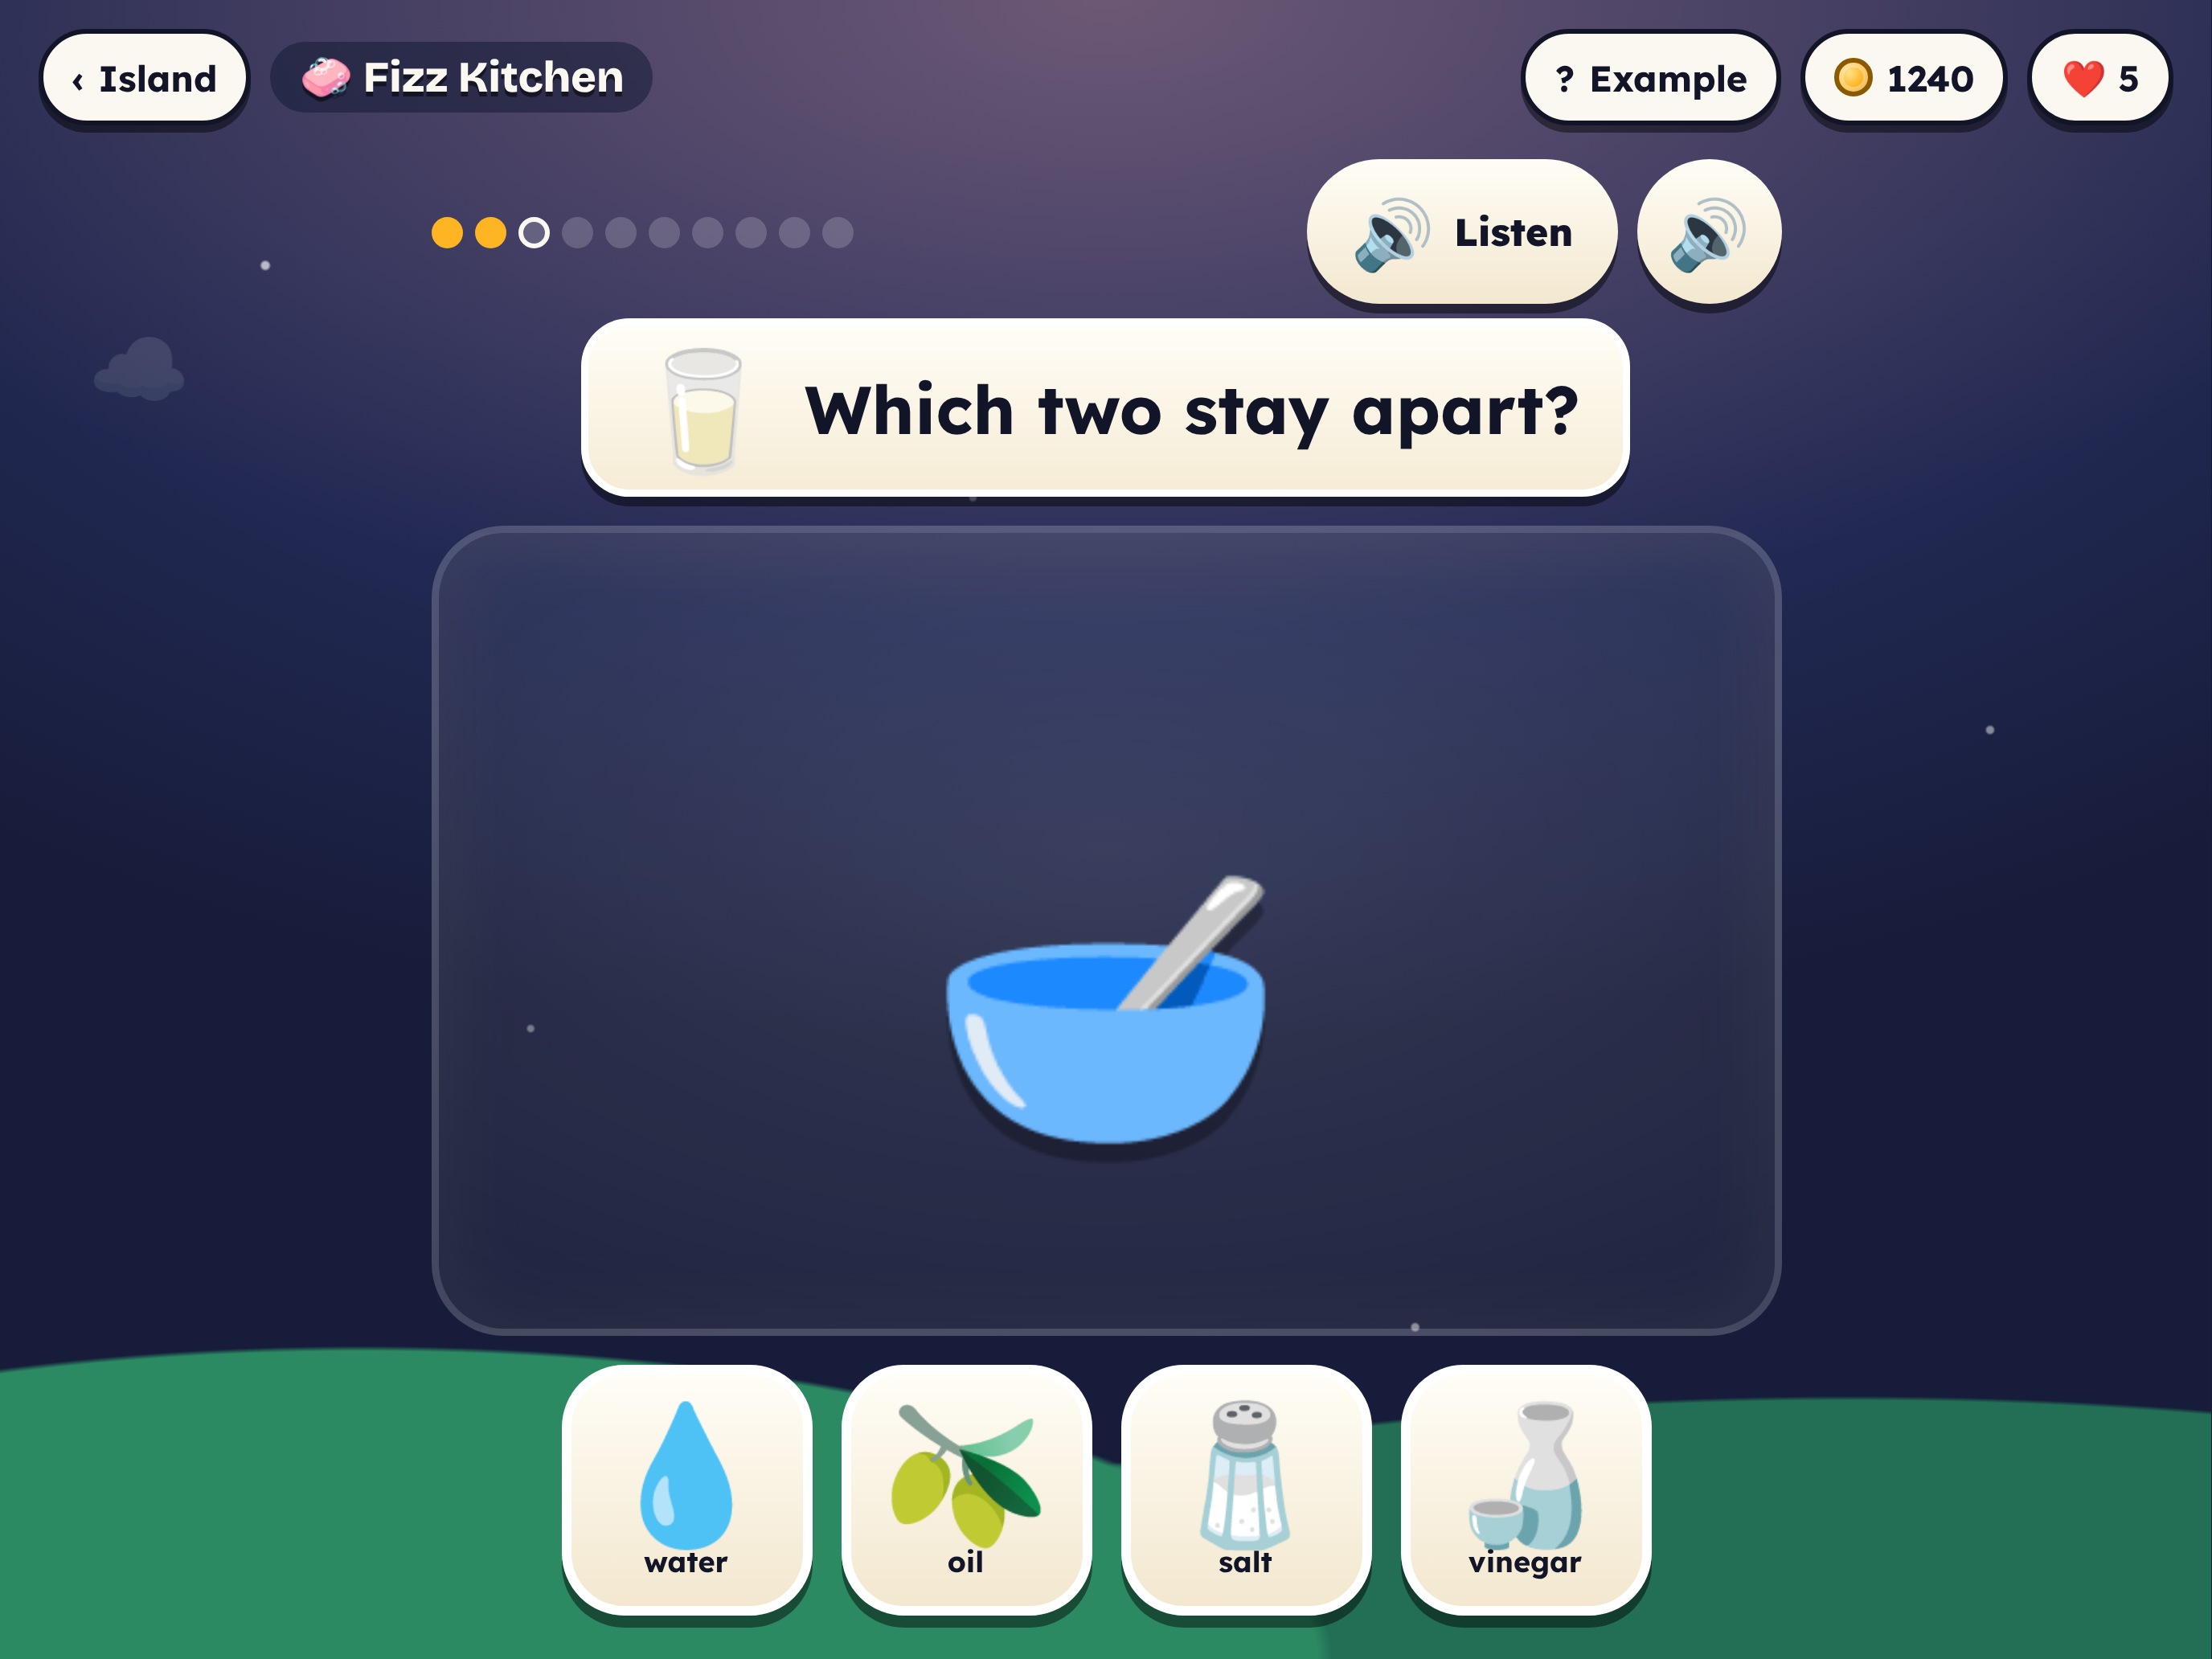 ‹ Island
Fizz Kitchen
? Example
1240
5
Listen
Which two stay apart?
water
oil
salt
vinegar